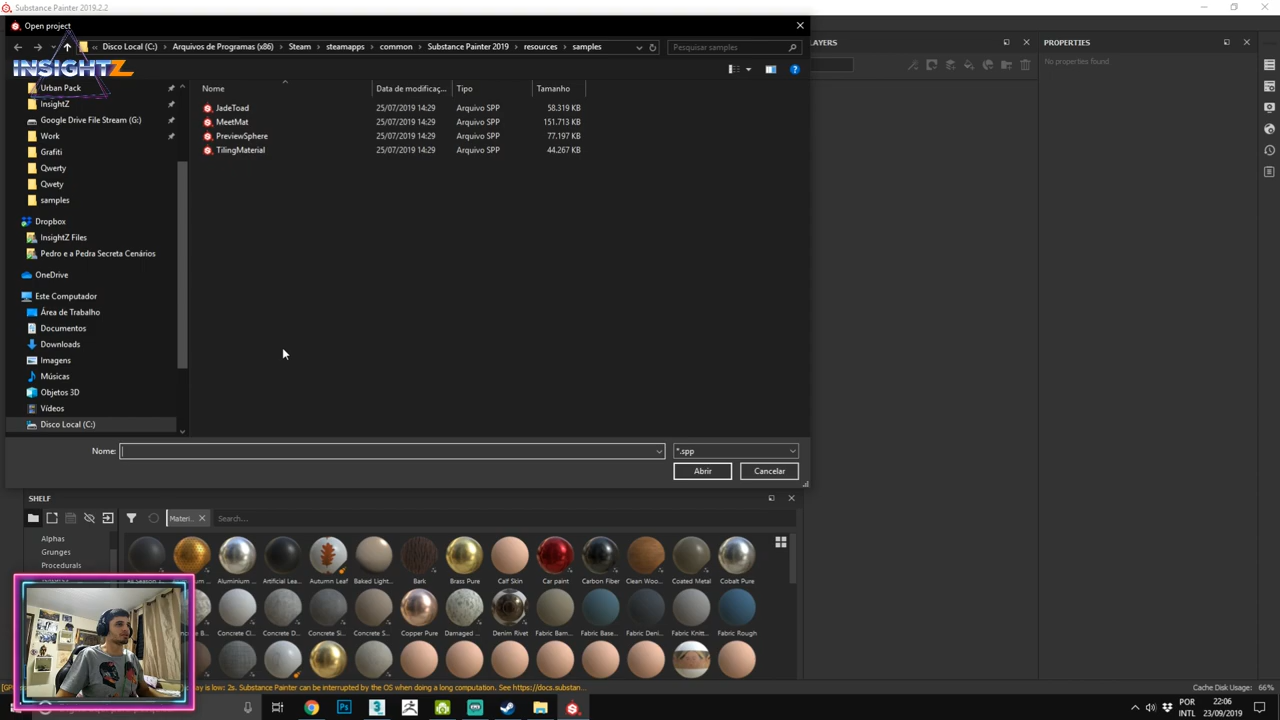 Substance Painter 2019.2.2
Open project
Disco Local (C:) Arquivos de Programas (x86) Steam steamapps common Substance Painter 2019 resources samples
Pesquisar samples
LAYERS
PROPERTIES
No properties found
INSIGHTZ
Urban Pack
InsightZ
Google Drive File Stream (G:)
Work
Grafiti
Qwerty
Qwety
samples
Dropbox
InsightZ Files
Pedro e a Pedra Secreta Cenários
OneDrive
Este Computador
Área de Trabalho
Documentos
Downloads
Imagens
Músicas
Objetos 3D
Vídeos
Disco Local (C:)
Nome Data de modificaç... Tipo Tamanho
JadeToad 25/07/2019 14:29 Arquivo SPP 58.319 KB
MeetMat 25/07/2019 14:29 Arquivo SPP 151.713 KB
PreviewSphere 25/07/2019 14:29 Arquivo SPP 77.197 KB
TilingMaterial 25/07/2019 14:29 Arquivo SPP 44.267 KB
Nome:
*.spp
Abrir Cancelar
SHELF
Materi...
Search...
Alphas
Grunges
Procedurals
Aluminium ... Artificial Lea... Autumn Leaf Baked Light... Bark Brass Pure Calf Skin Car paint Carbon Fiber Clean Woo... Coated Metal Cobalt Pure
Concrete Cl... Concrete D... Concrete Si... Concrete S... Copper Pure Damaged ... Denim Rivet Fabric Bam... Fabric Base... Fabric Deni... Fabric Knitt... Fabric Rough
ay is low: 2s. Substance Painter can be interrupted by the OS when doing a long computation. See https://docs.substan...
Cache Disk Usage: 66%
POR
INTL
22:06
23/09/2019